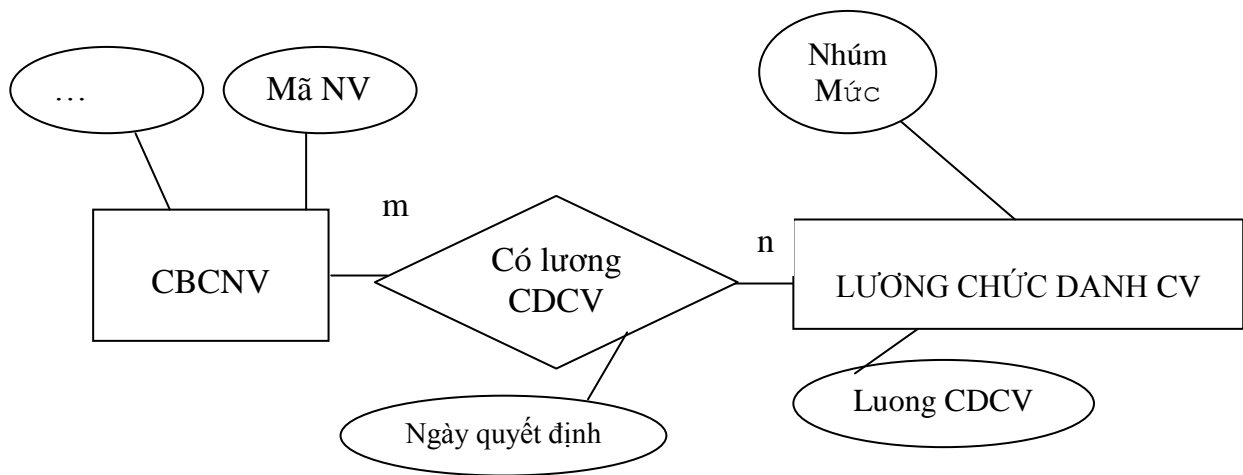 …
Mã NV
Nhúm
Mức
m
n
CBCNV
Có lương
CDCV
LƯƠNG CHỨC DANH CV
Ngày quyết định
Luong CDCV